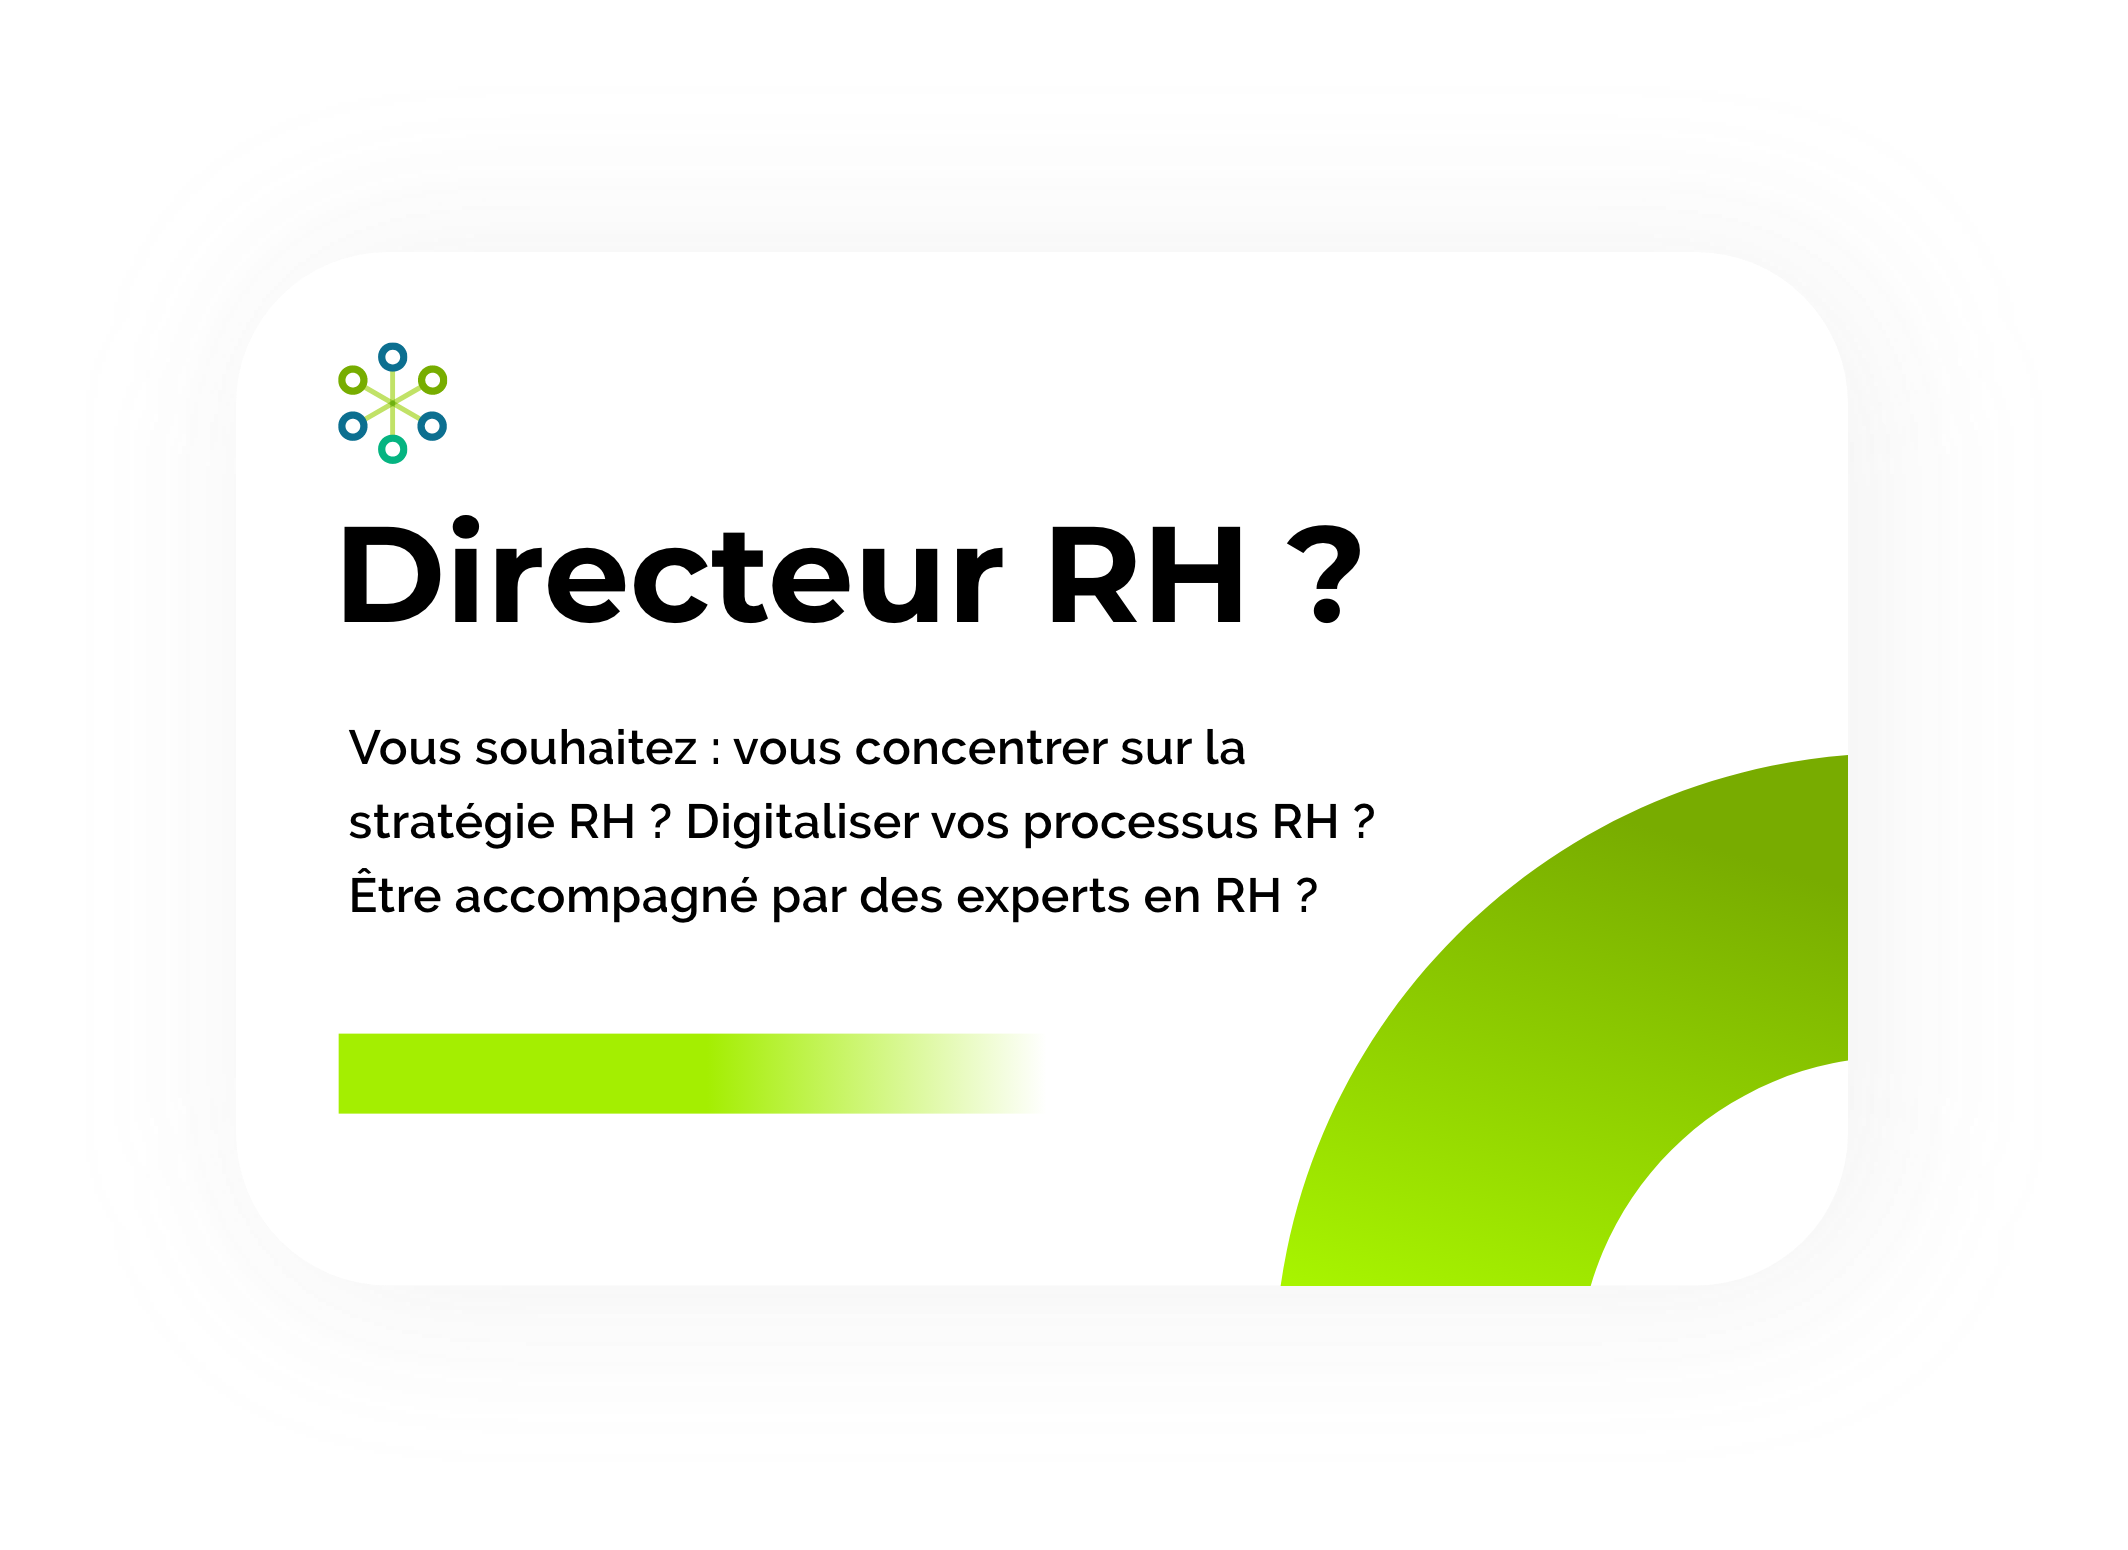 Directeur RH ?
Vous souhaitez : vous concentrer sur la
stratégie RH ? Digitaliser vos processus RH ?
Être accompagné par des experts en RH ?